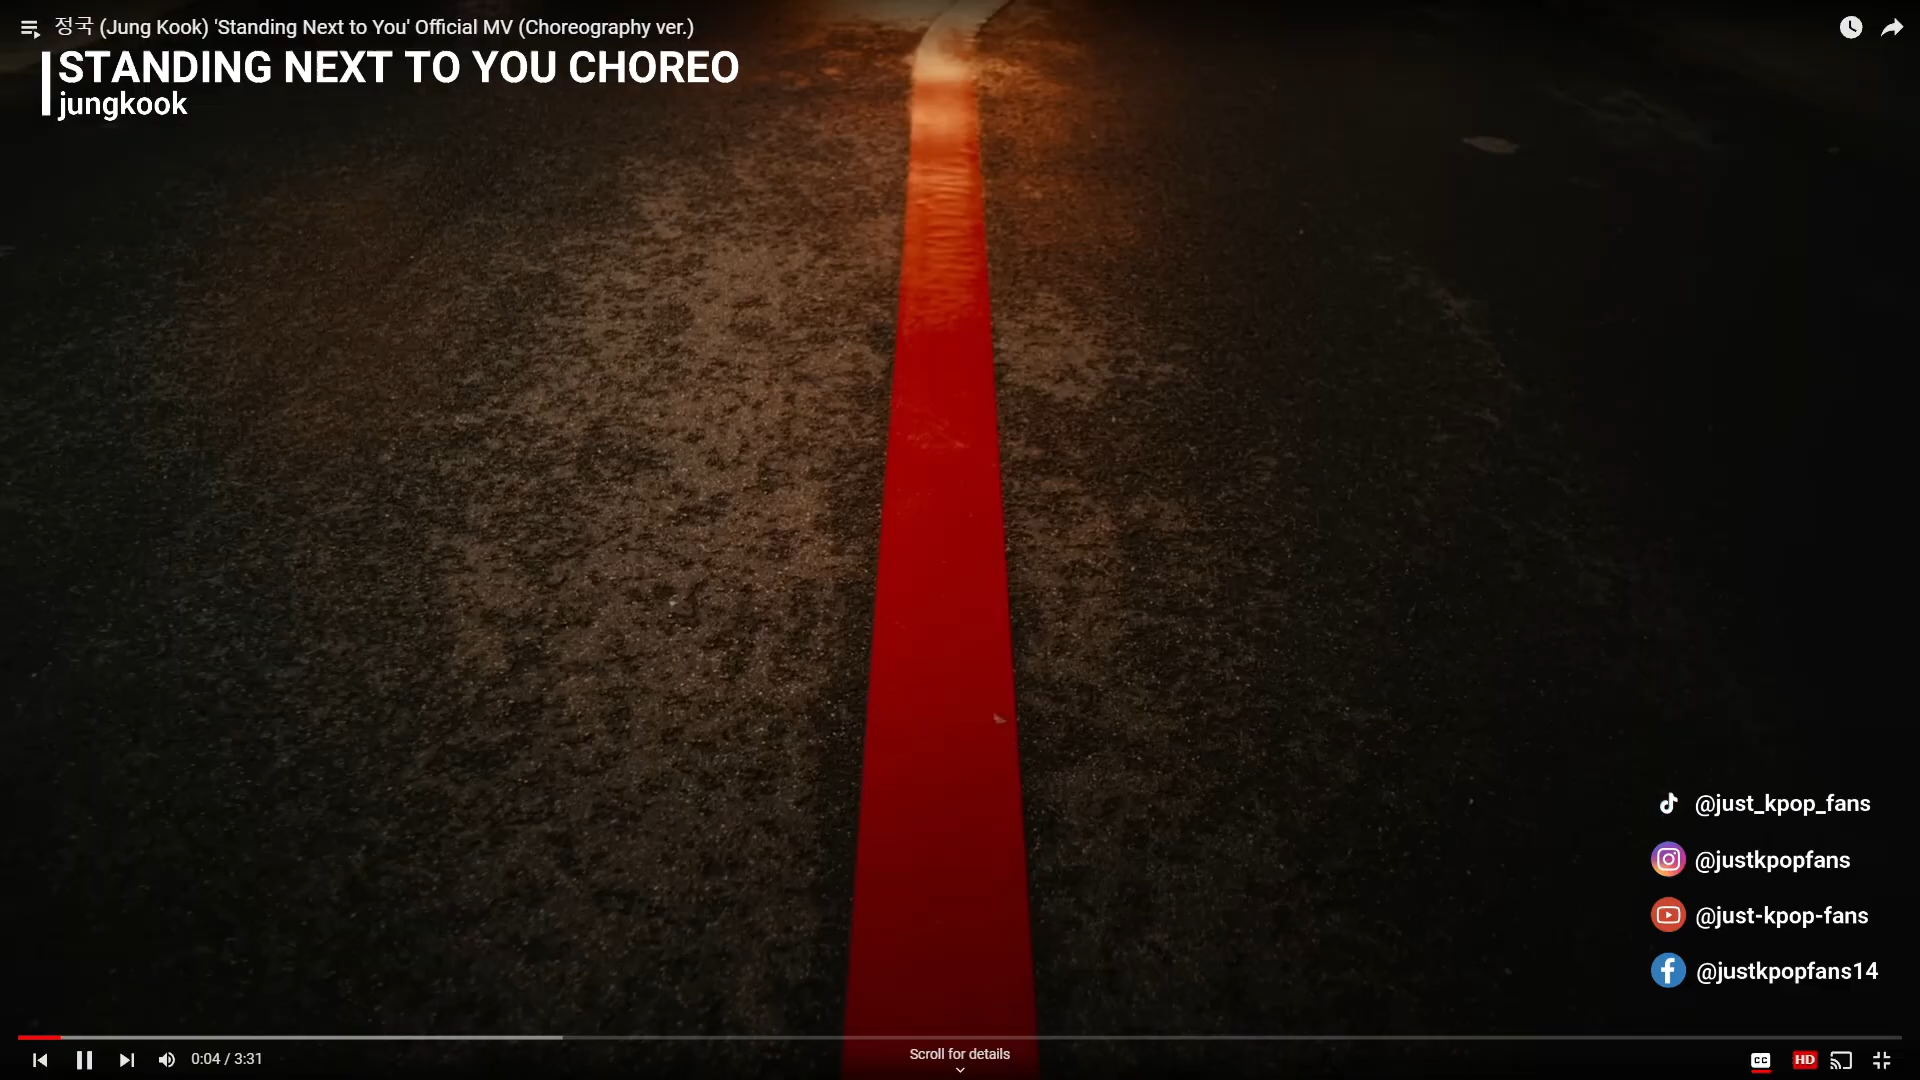 정국 (Jung Kook) 'Standing Next to You' Official MV (Choreography ver.)
STANDING NEXT TO YOU CHOREO
jungkook
@just_kpop_fans
@justkpopfans
@just-kpop-fans
@justkpopfans14
0:04 / 3:31
Scroll for details
CC
HD